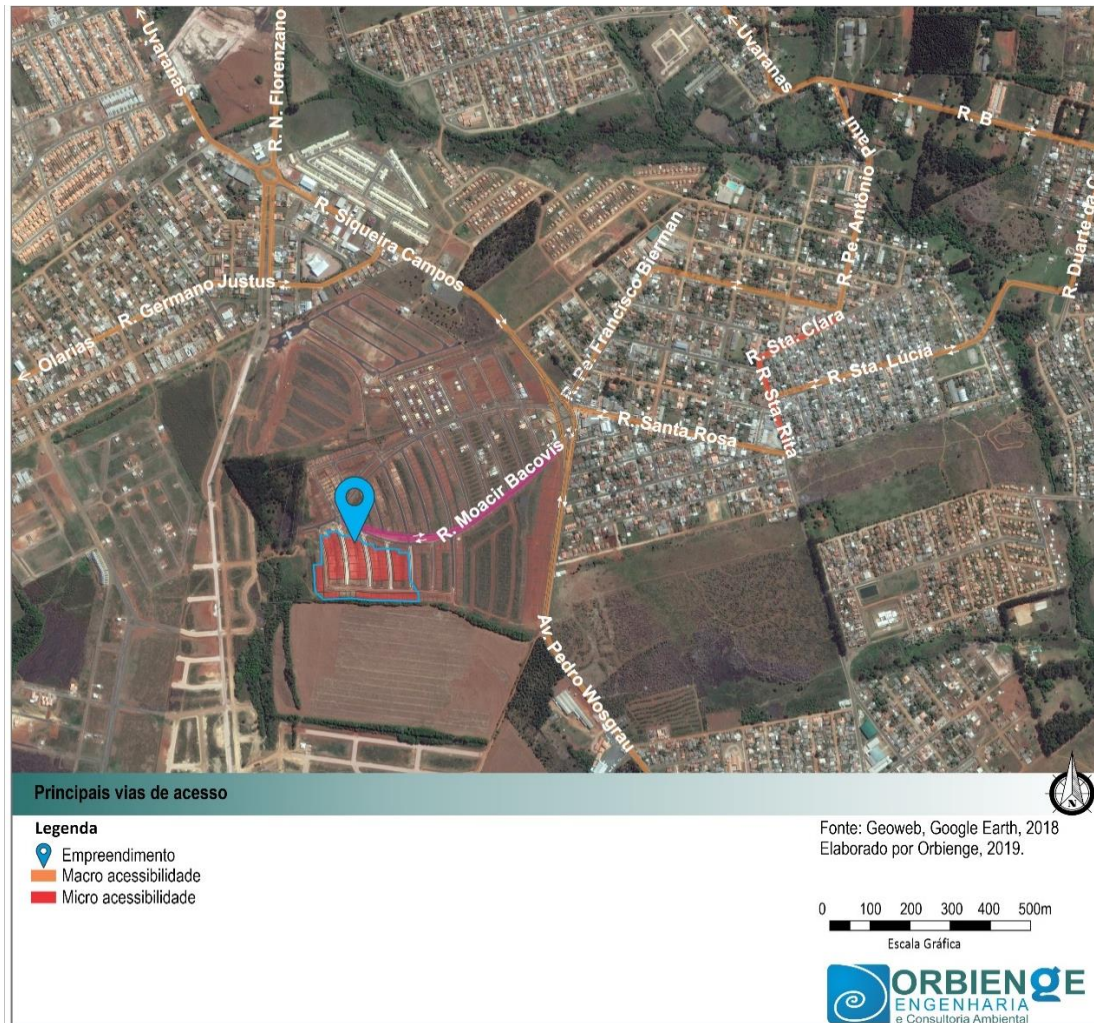 Uvaranas
R. N. Florenzano
Uvaranas
R. B
R. Pe. Antônio
R. Duarte da C
R. Siqueira Campos
R. Germano Justus
Olarias
R. Par Francisco Bierman
R. Sta. Clara
R. Sta. Lúcia
R. Sta. Rita
R. Santa Rosa
R. Moacir Bacovis
Av. Pedro Wosgrau
N
Principais vias de acesso
Legenda
Empreendimento
Macro acessibilidade
Micro acessibilidade
Fonte: Geoweb, Google Earth, 2018
Elaborado por Orbienge, 2019.
0 100 200 300 400 500m
Escala Gráfica
ORBIENGE
ENGENHARIA
e Consultoria Ambiental